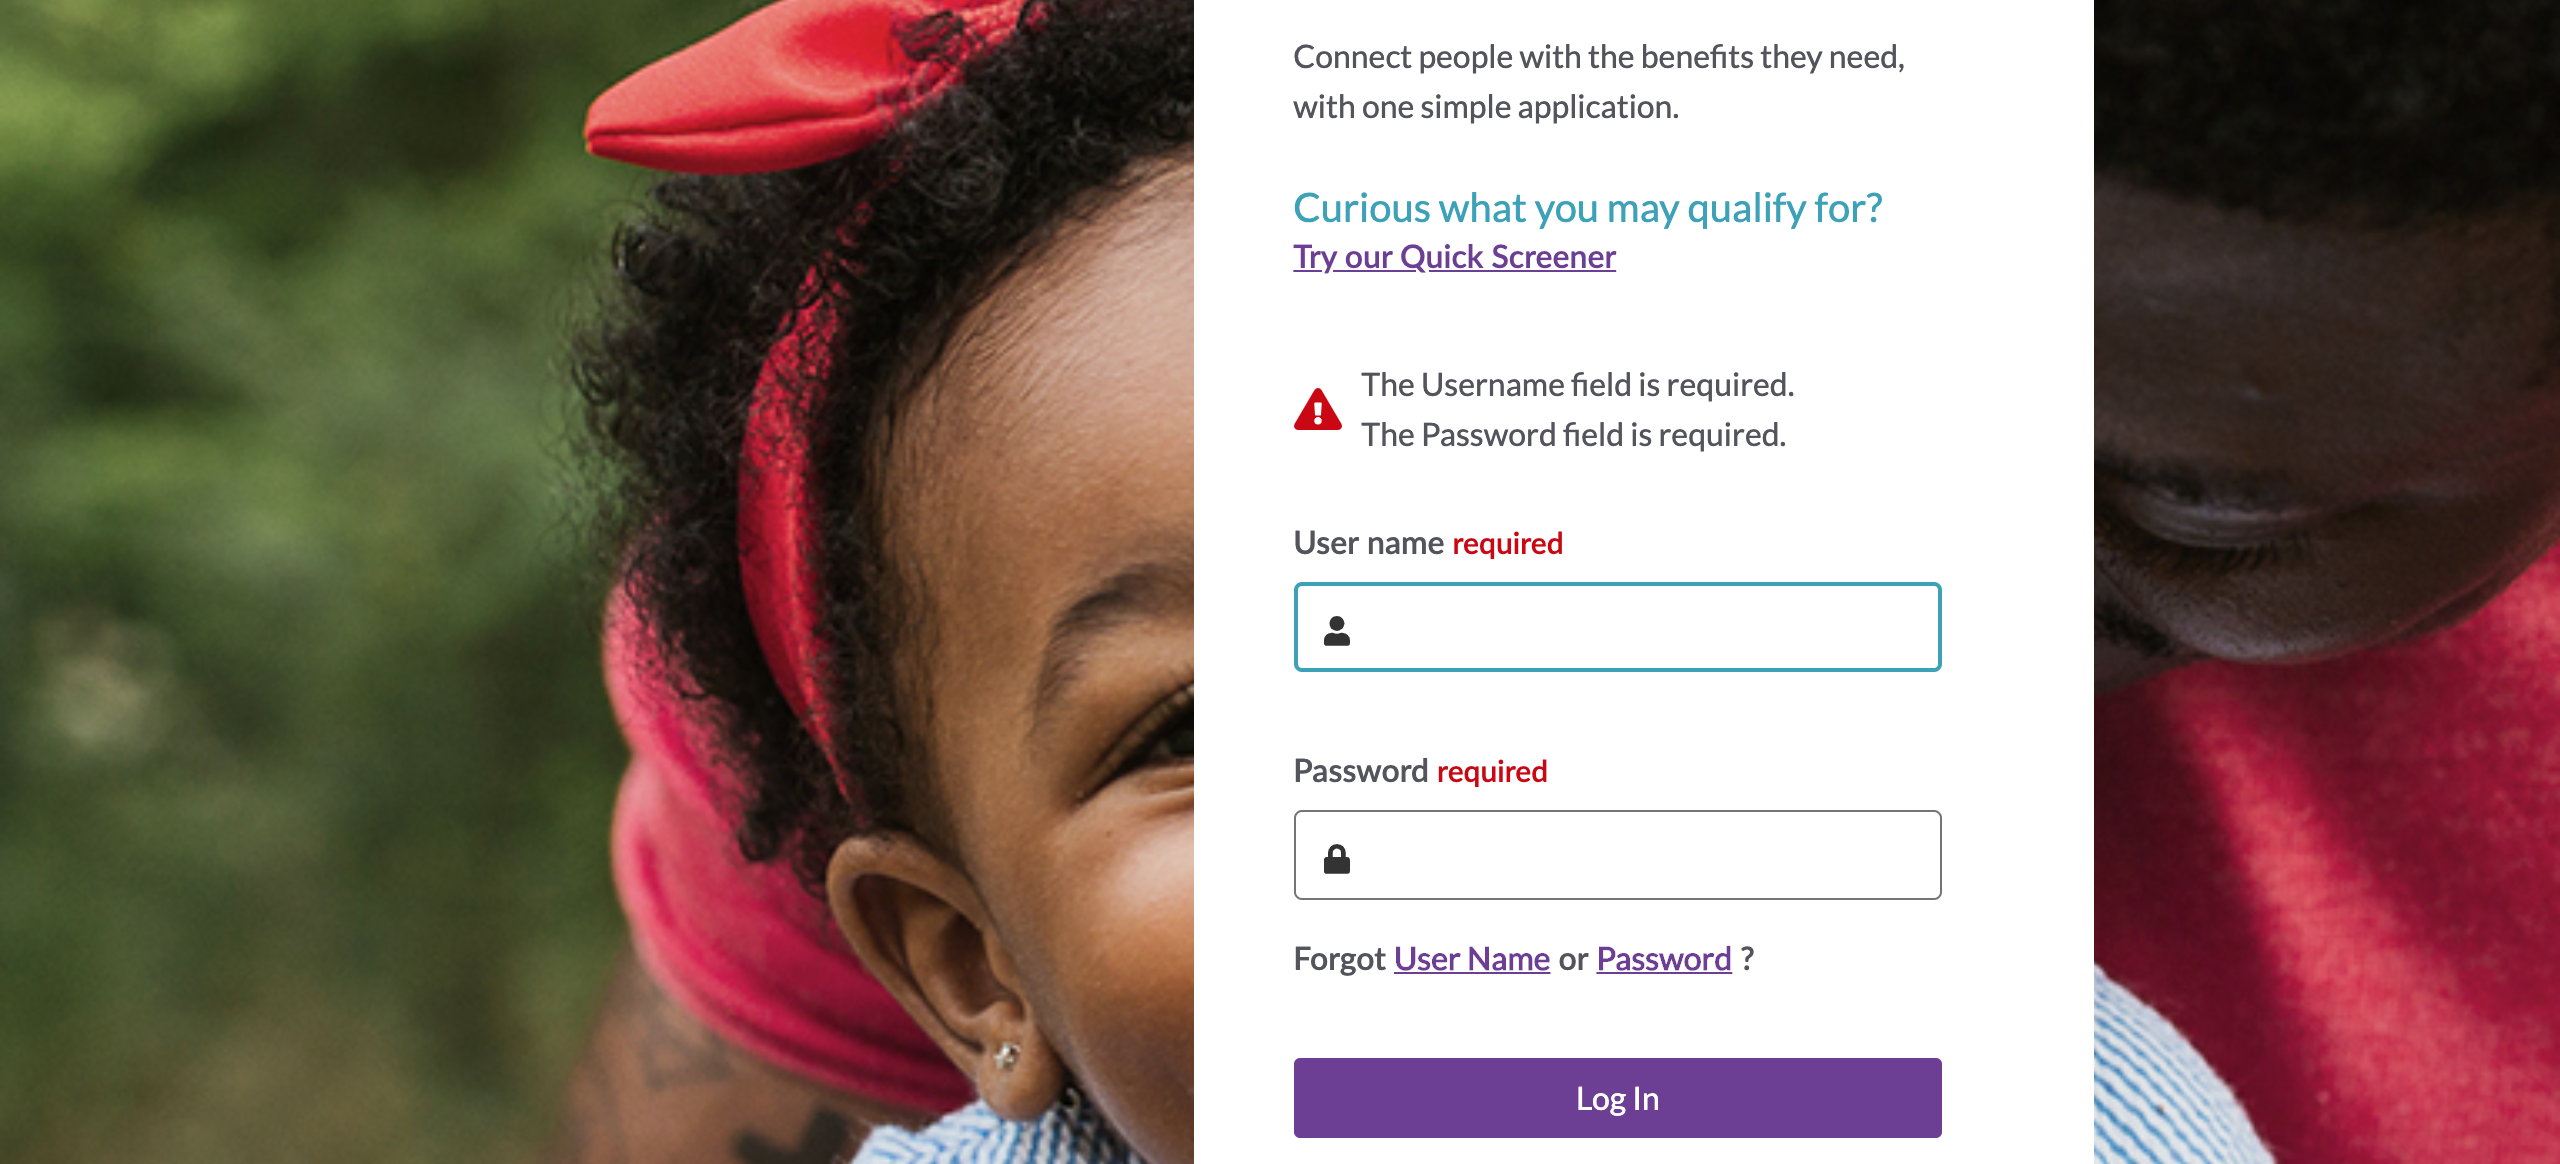 Connect people with the benefits they need,
with one simple application.
Curious what you may qualify for?
Try our Quick Screener
The Username field is required.
The Password field is required.
User name required
Password required
Forgot User Name or Password ?
Log In